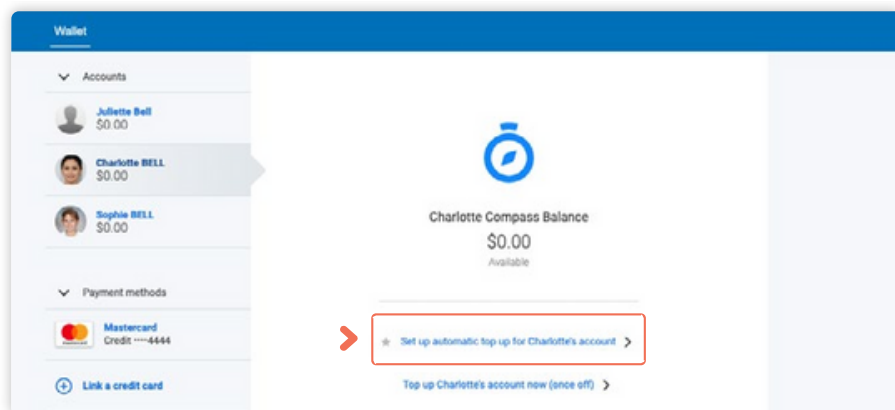 Wallet
Accounts
Juliette Bell
$0.00
Charlotte BELL
$0.00
Sophie BELL
$0.00
Payment methods
Mastercard
Credit ····4444
Link a credit card
Charlotte Compass Balance
$0.00
Available
Set up automatic top up for Charlotte's account
Top up Charlotte's account now (once off)